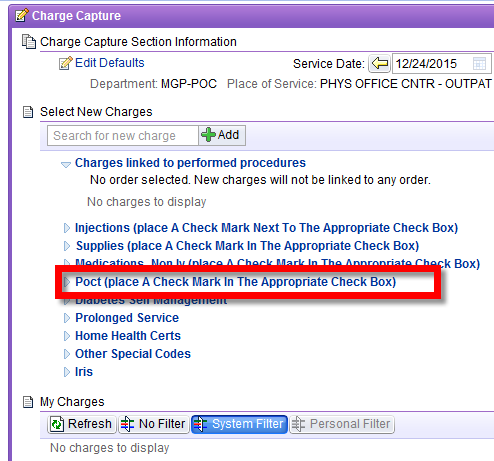 Charge Capture
Charge Capture Section Information
Edit Defaults Service Date: 12/24/2015
Department: MGP-POC Place of Service: PHYS OFFICE CNTR - OUTPAT
Select New Charges
Search for new charge Add
Charges linked to performed procedures
No order selected. New charges will not be linked to any order.
No charges to display
Injections (place A Check Mark Next To The Appropriate Check Box)
Supplies (place A Check Mark In The Appropriate Check Box)
Medications, Non Iv (place A Check Mark In The Appropriate Check Box)
Poct (place A Check Mark In The Appropriate Check Box)
Diabetes Self Management
Prolonged Service
Home Health Certs
Other Special Codes
Iris
My Charges
Refresh No Filter System Filter Personal Filter
No charges to display